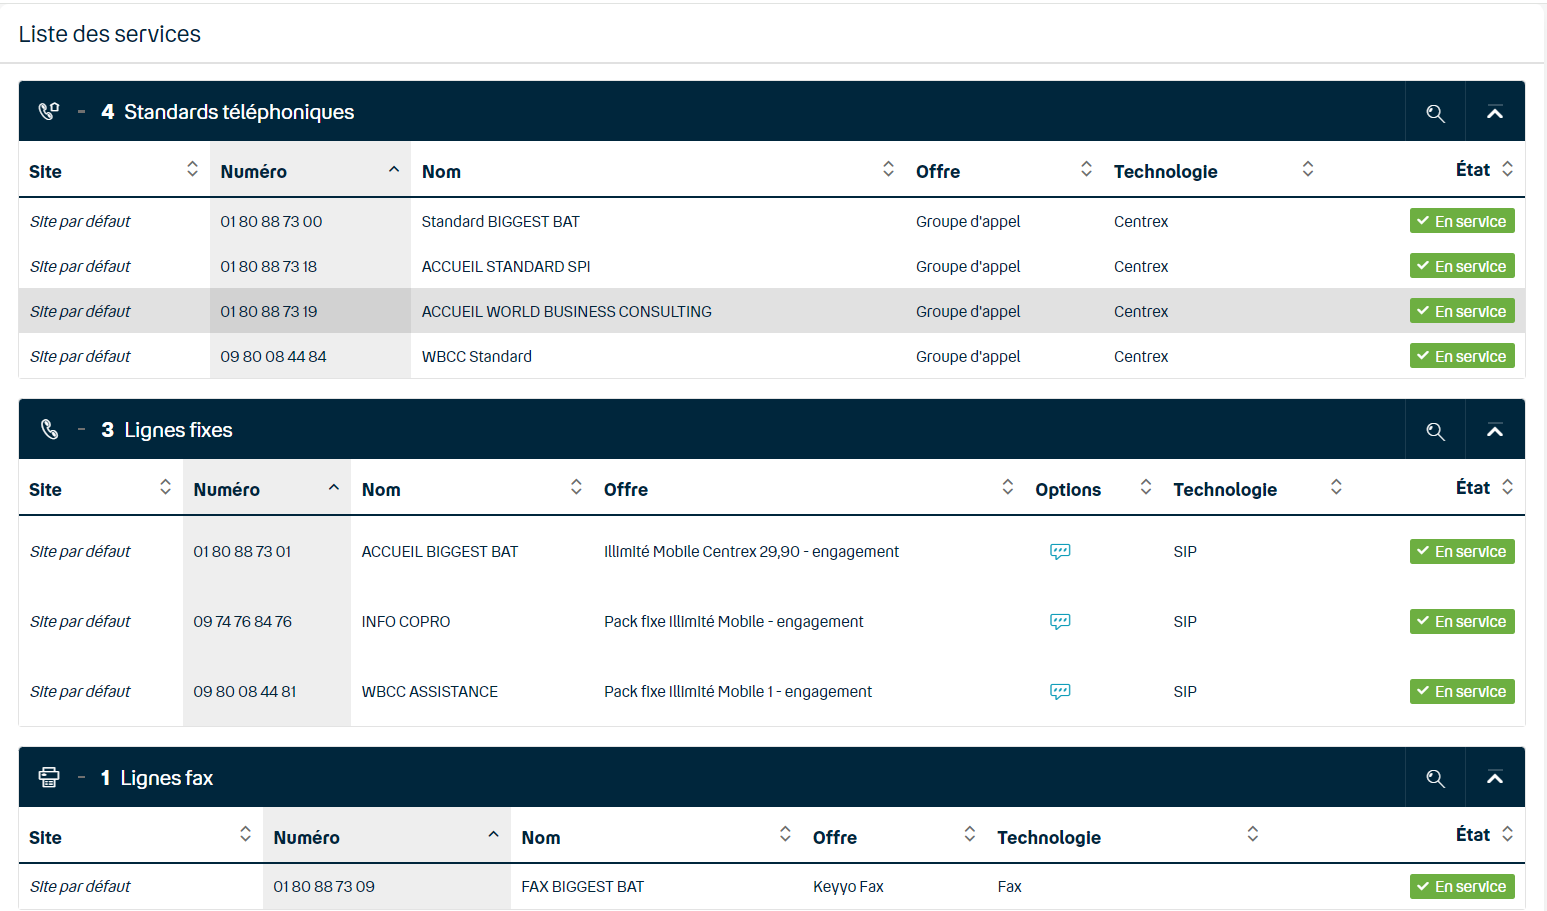 Liste des services
- 4 Standards téléphoniques
Site Numéro Nom Offre Technologie État
Site par défaut 01 80 88 73 00 Standard BIGGEST BAT Groupe d'appel Centrex En service
Site par défaut 01 80 88 73 18 ACCUEIL STANDARD SPI Groupe d'appel Centrex En service
Site par défaut 01 80 88 73 19 ACCUEIL WORLD BUSINESS CONSULTING Groupe d'appel Centrex En service
Site par défaut 09 80 08 44 84 WBCC Standard Groupe d'appel Centrex En service
- 3 Lignes fixes
Site Numéro Nom Offre Options Technologie État
Site par défaut 01 80 88 73 01 ACCUEIL BIGGEST BAT Illimité Mobile Centrex 29,90 - engagement SIP En service
Site par défaut 09 74 76 84 76 INFO COPRO Pack fixe Illimité Mobile - engagement SIP En service
Site par défaut 09 80 08 44 81 WBCC ASSISTANCE Pack fixe Illimité Mobile 1 - engagement SIP En service
- 1 Lignes fax
Site Numéro Nom Offre Technologie État
Site par défaut 01 80 88 73 09 FAX BIGGEST BAT Keyyo Fax Fax En service